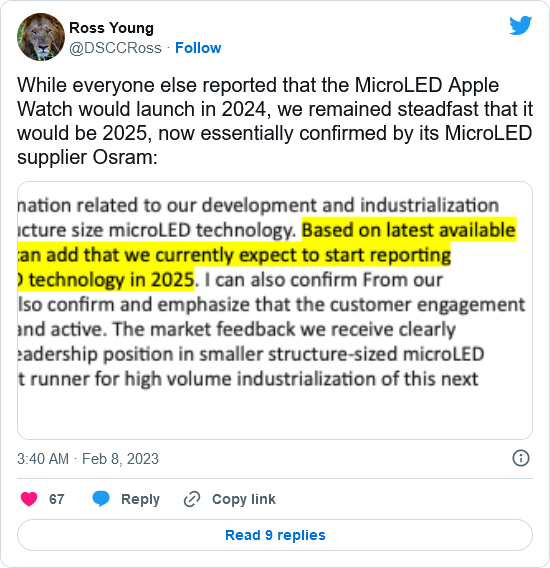 Ross Young
@DSCCRoss · Follow
While everyone else reported that the MicroLED Apple
Watch would launch in 2024, we remained steadfast that it
would be 2025, now essentially confirmed by its MicroLED
supplier Osram:
mation related to our development and industrialization
ucture size microLED technology. Based on latest available
can add that we currently expect to start reporting
D technology in 2025. I can also confirm From our
lso confirm and emphasize that the customer engagement
and active. The market feedback we receive clearly
eadership position in smaller structure-sized microLED
t runner for high volume industrialization of this next
3:40 AM · Feb 8, 2023
67 Reply Copy link
Read 9 replies